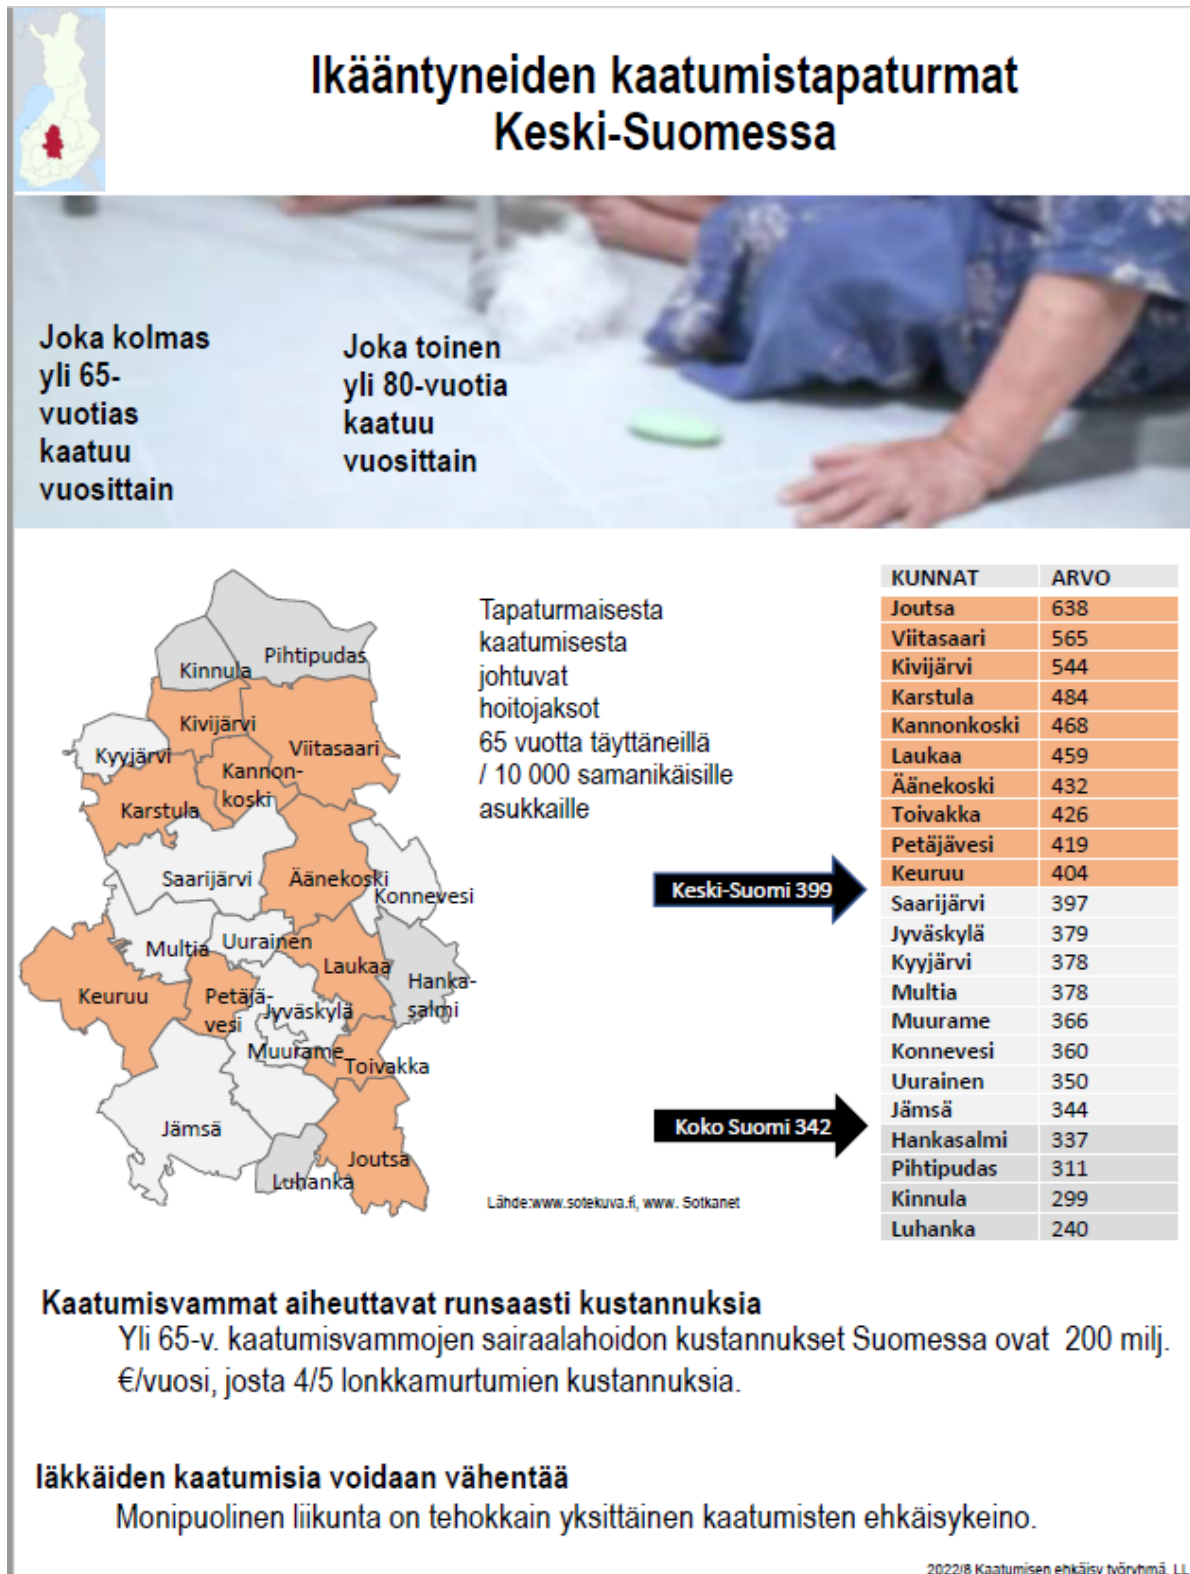 Ikääntyneiden kaatumistapaturmat
Keski-Suomessa
Joka kolmas
yli 65-
vuotias
kaatuu
vuosittain
Joka toinen
yli 80-vuotia
kaatuu
vuosittain
Kinnula
Pihtipudas
Kivijärvi
Viitasaari
Kyyjärvi
Kannon-
koski
Karstula
Saarijärvi
Äänekoski
Konnevesi
Multia
Uurainen
Laukaa
Hanka-
salmi
Keuruu
Petäjä-
vesi
Jyväskylä
Muurame
Toivakka
Jämsä
Joutsa
Luhanka
Tapaturmaisesta
kaatumisesta
johtuvat
hoitojaksot
65 vuotta täyttäneillä
/ 10 000 samanikäisille
asukkaille
Keski-Suomi 399
Koko Suomi 342
Lähde:www.sotekuva.fi, www. Sotkanet
KUNNAT ARVO
Joutsa 638
Viitasaari 565
Kivijärvi 544
Karstula 484
Kannonkoski 468
Laukaa 459
Äänekoski 432
Toivakka 426
Petäjävesi 419
Keuruu 404
Saarijärvi 397
Jyväskylä 379
Kyyjärvi 378
Multia 378
Muurame 366
Konnevesi 360
Uurainen 350
Jämsä 344
Hankasalmi 337
Pihtipudas 311
Kinnula 299
Luhanka 240
Kaatumisvammat aiheuttavat runsaasti kustannuksia
Yli 65-v. kaatumisvammojen sairaalahoidon kustannukset Suomessa ovat 200 milj.
€/vuosi, josta 4/5 lonkkamurtumien kustannuksia.
Iäkkäiden kaatumisia voidaan vähentää
Monipuolinen liikunta on tehokkain yksittäinen kaatumisten ehkäisykeino.
2022/8 Kaatumisen ehkäisy työryhmä, LL